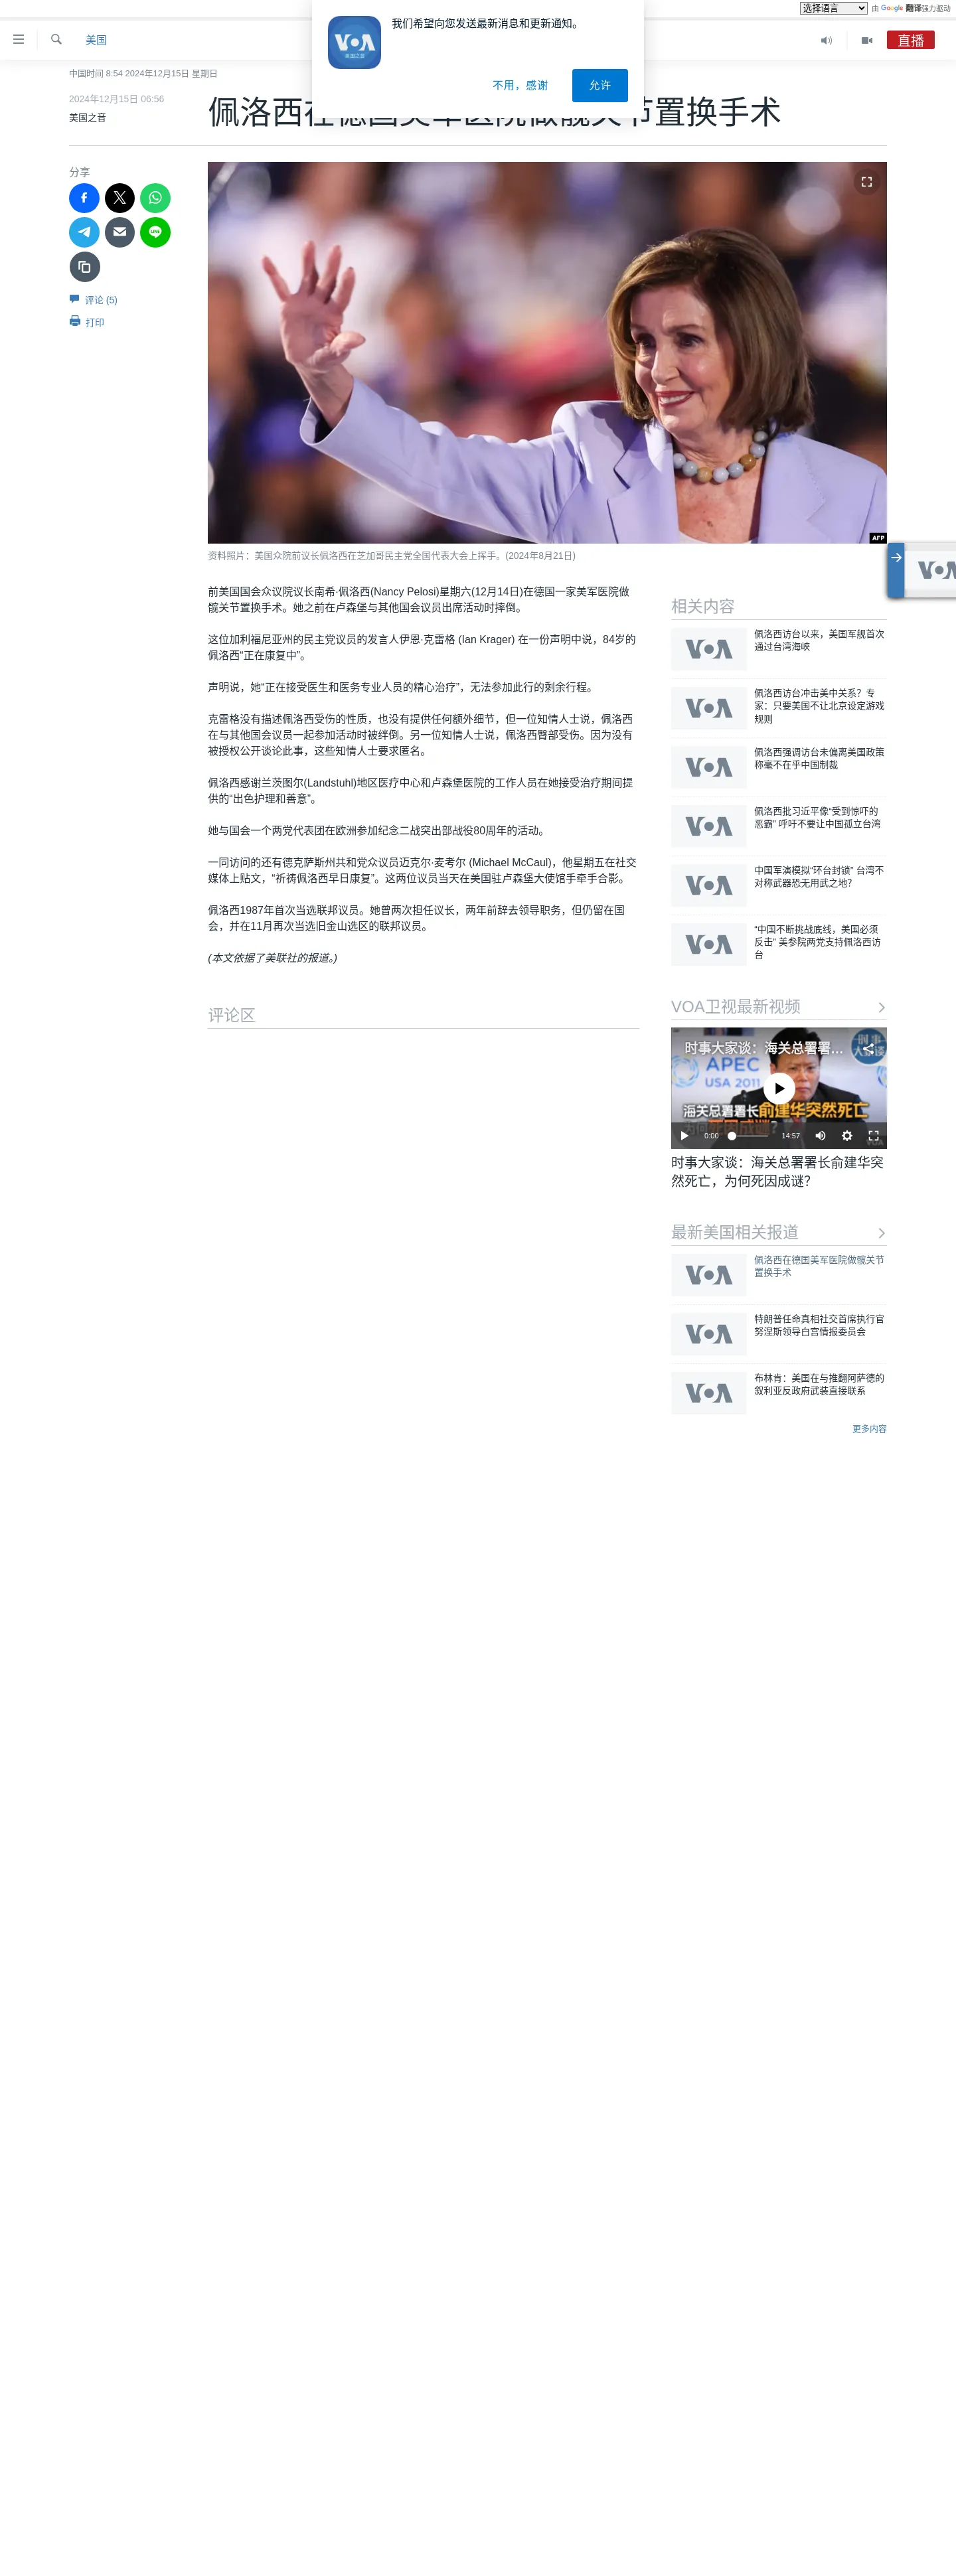 选择语言
由 Google 翻译强力驱动
我们希望向您发送最新消息和更新通知。
VOA
美国之音
不用，感谢
允许
美国
直播
中国时间 8:54 2024年12月15日 星期日
2024年12月15日 06:56
美国之音
分享
评论 (5)
打印
AFP
资料照片：美国众院前议长佩洛西在芝加哥民主党全国代表大会上挥手。(2024年8月21日)
前美国国会众议院议长南希·佩洛西(Nancy Pelosi)星期六(12月14日)在德国一家美军医院做
髋关节置换手术。她之前在卢森堡与其他国会议员出席活动时摔倒。
这位加利福尼亚州的民主党议员的发言人伊恩·克雷格 (Ian Krager) 在一份声明中说，84岁的
佩洛西“正在康复中”。
声明说，她“正在接受医生和医务专业人员的精心治疗”，无法参加此行的剩余行程。
克雷格没有描述佩洛西受伤的性质，也没有提供任何额外细节，但一位知情人士说，佩洛西
在与其他国会议员一起参加活动时被绊倒。另一位知情人士说，佩洛西臀部受伤。因为没有
被授权公开谈论此事，这些知情人士要求匿名。
佩洛西感谢兰茨图尔(Landstuhl)地区医疗中心和卢森堡医院的工作人员在她接受治疗期间提
供的“出色护理和善意”。
她与国会一个两党代表团在欧洲参加纪念二战突出部战役80周年的活动。
一同访问的还有德克萨斯州共和党众议员迈克尔·麦考尔 (Michael McCaul)，他星期五在社交
媒体上贴文，“祈祷佩洛西早日康复”。这两位议员当天在美国驻卢森堡大使馆手牵手合影。
佩洛西1987年首次当选联邦议员。她曾两次担任议长，两年前辞去领导职务，但仍留在国
会，并在11月再次当选旧金山选区的联邦议员。
(本文依据了美联社的报道。)
评论区
VOA
相关内容
VOA
佩洛西访台以来，美国军舰首次
通过台湾海峡
VOA
佩洛西访台冲击美中关系？专
家：只要美国不让北京设定游戏
规则
VOA
佩洛西强调访台未偏离美国政策
称毫不在乎中国制裁
VOA
佩洛西批习近平像“受到惊吓的
恶霸” 呼吁不要让中国孤立台湾
VOA
中国军演模拟“环台封锁” 台湾不
对称武器恐无用武之地？
VOA
“中国不断挑战底线，美国必须
反击” 美参院两党支持佩洛西访
台
VOA卫视最新视频
时事大家谈：海关总署署...
时事
大家谈
APEC
USA 2011
海关总署署长俞建华突然死亡
为何死因成谜？
0:00
14:57
VOA
时事大家谈：海关总署署长俞建华突
然死亡，为何死因成谜？
最新美国相关报道
VOA
佩洛西在德国美军医院做髋关节
置换手术
VOA
特朗普任命真相社交首席执行官
努涅斯领导白宫情报委员会
VOA
布林肯：美国在与推翻阿萨德的
叙利亚反政府武装直接联系
更多内容